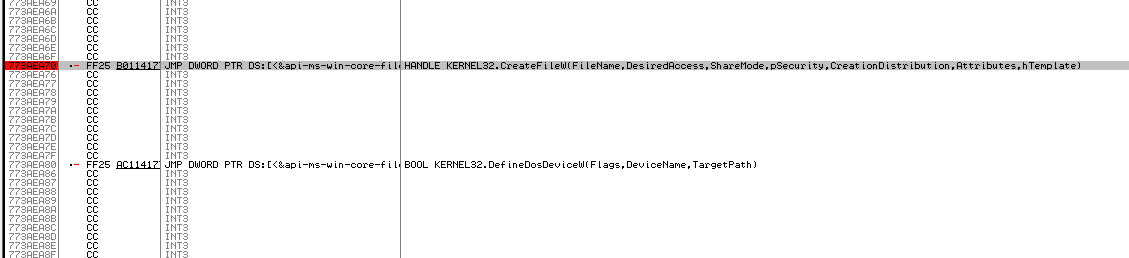 773AEA69 CC INT3
773AEA6A CC INT3
773AEA6B CC INT3
773AEA6C CC INT3
773AEA6D CC INT3
773AEA6E CC INT3
773AEA6F CC INT3
773AEA70 FF25 B0114177 JMP DWORD PTR DS:[<&api-ms-win-core-fil HANDLE KERNEL32.CreateFileW(FileName,DesiredAccess,ShareMode,pSecurity,CreationDistribution,Attributes,hTemplate)
773AEA76 CC INT3
773AEA77 CC INT3
773AEA78 CC INT3
773AEA79 CC INT3
773AEA7A CC INT3
773AEA7B CC INT3
773AEA7C CC INT3
773AEA7D CC INT3
773AEA7E CC INT3
773AEA7F CC INT3
773AEA80 FF25 AC114177 JMP DWORD PTR DS:[<&api-ms-win-core-fil BOOL KERNEL32.DefineDosDeviceW(Flags,DeviceName,TargetPath)
773AEA86 CC INT3
773AEA87 CC INT3
773AEA88 CC INT3
773AEA89 CC INT3
773AEA8A CC INT3
773AEA8B CC INT3
773AEA8C CC INT3
773AEA8D CC INT3
773AEA8E CC INT3
773AEA8F CC INT3